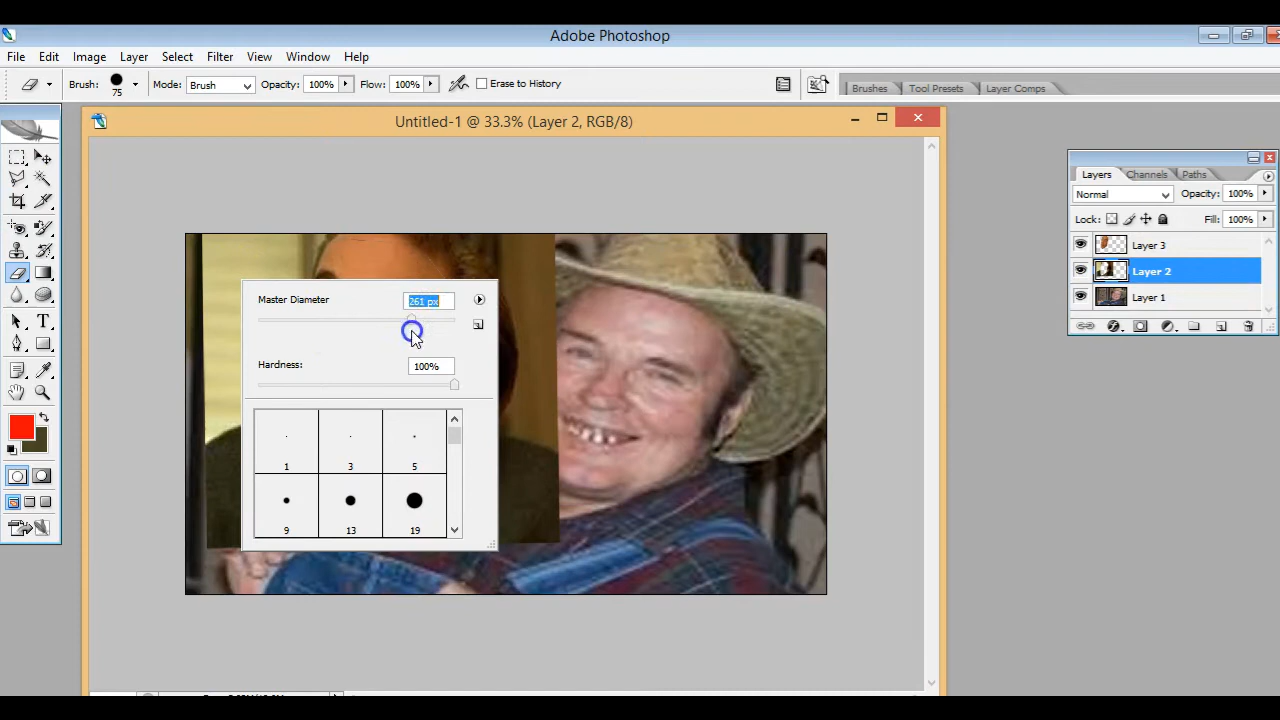 Adobe Photoshop
File Edit Image Layer Select Filter View Window Help
Brush: 75 Mode: Brush Opacity: 100% Flow: 100% Erase to History
Brushes Tool Presets Layer Comps
Untitled-1 @ 33.3% (Layer 2, RGB/8)
Layers Channels Paths
Normal Opacity: 100%
Lock: Fill: 100%
Layer 3
Layer 2
Layer 1
Master Diameter 261 px
Hardness: 100%
1 3 5
9 13 19